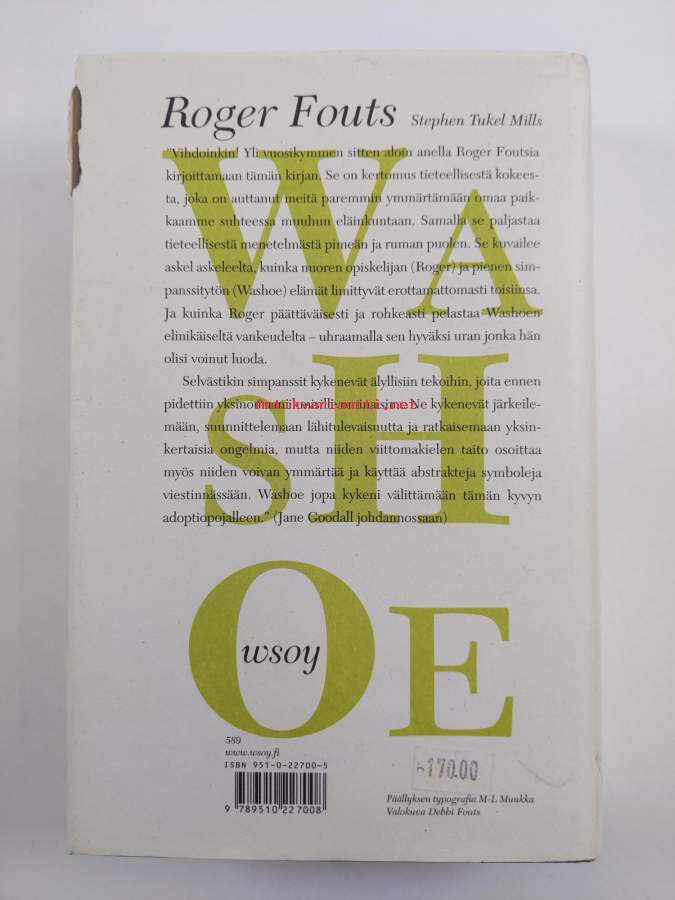 Roger Fouts Stephen Tukel Mills
WASHOE
"Vihdoinkin! Yli vuosikymmen sitten aloin anella Roger Foutsia
kirjoittamaan tämän kirjan. Se on kertomus tieteellisestä kokees-
ta, joka on auttanut meitä paremmin ymmärtämään omaa paik-
kaamme suhteessa muuhun eläinkuntaan. Samalla se paljastaa
tieteellisestä menetelmästä pimeän ja ruman puolen. Se kuvailee
askel askeleelta, kuinka nuoren opiskelijan (Roger) ja pienen sim-
panssitytön (Washoe) elämät limittyvät erottamattomasti toisiinsa.
Ja kuinka Roger päättäväisesti ja rohkeasti pelastaa Washoen
elinikäiseltä vankeudelta – uhraamalla sen hyväksi uran jonka hän
olisi voinut luoda.
Selvästikin simpanssit kykenevät älyllisiin tekoihin, joita ennen
pidettiin yksinomaan ihmisille ominaisina. Ne kykenevät järkeile-
mään, suunnittelemaan lähitulevaisuutta ja ratkaisemaan yksin-
kertaisia ongelmia, mutta niiden viittomakielen taito osoittaa
myös niiden voivan ymmärtää ja käyttää abstrakteja symboleja
viestinnässään. Washoe jopa kykeni välittämään tämän kyvyn
adoptiopojalleen." (Jane Goodall johdannossaan)
wsoy
589
www.wsoy.fi
ISBN 951-0-22700-5
9 789510 227008
170.00
Päällyksen typografia M-L Muukka
Valokuva Debbi Fouts